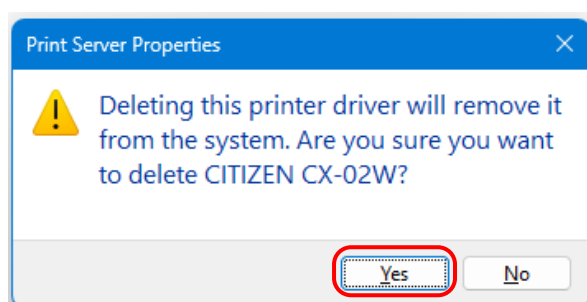 Print Server Properties
Deleting this printer driver will remove it
from the system. Are you sure you want
to delete CITIZEN CX-02W?
Yes
No